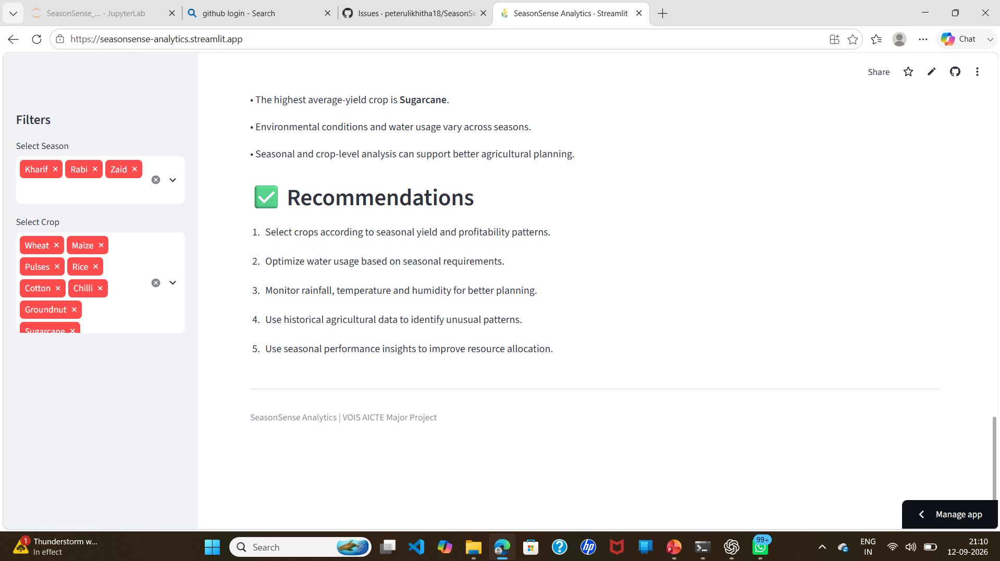 SeasonSense_... - JupyterLab
github login - Search
Issues · peterulikhitha18/SeasonSe
SeasonSense Analytics · Streamlit
https://seasonsense-analytics.streamlit.app
Chat
Share
Filters
Select Season
Kharif
Rabi
Zaid
Select Crop
Wheat
Maize
Pulses
Rice
Cotton
Chilli
Groundnut
Sugarcane
• The highest average-yield crop is Sugarcane.
• Environmental conditions and water usage vary across seasons.
• Seasonal and crop-level analysis can support better agricultural planning.
Recommendations
1. Select crops according to seasonal yield and profitability patterns.
2. Optimize water usage based on seasonal requirements.
3. Monitor rainfall, temperature and humidity for better planning.
4. Use historical agricultural data to identify unusual patterns.
5. Use seasonal performance insights to improve resource allocation.
SeasonSense Analytics | VOIS AICTE Major Project
Manage app
1
Thunderstorm w...
In effect
Search
hp
P
99+
ENG
IN
21:10
12-09-2026